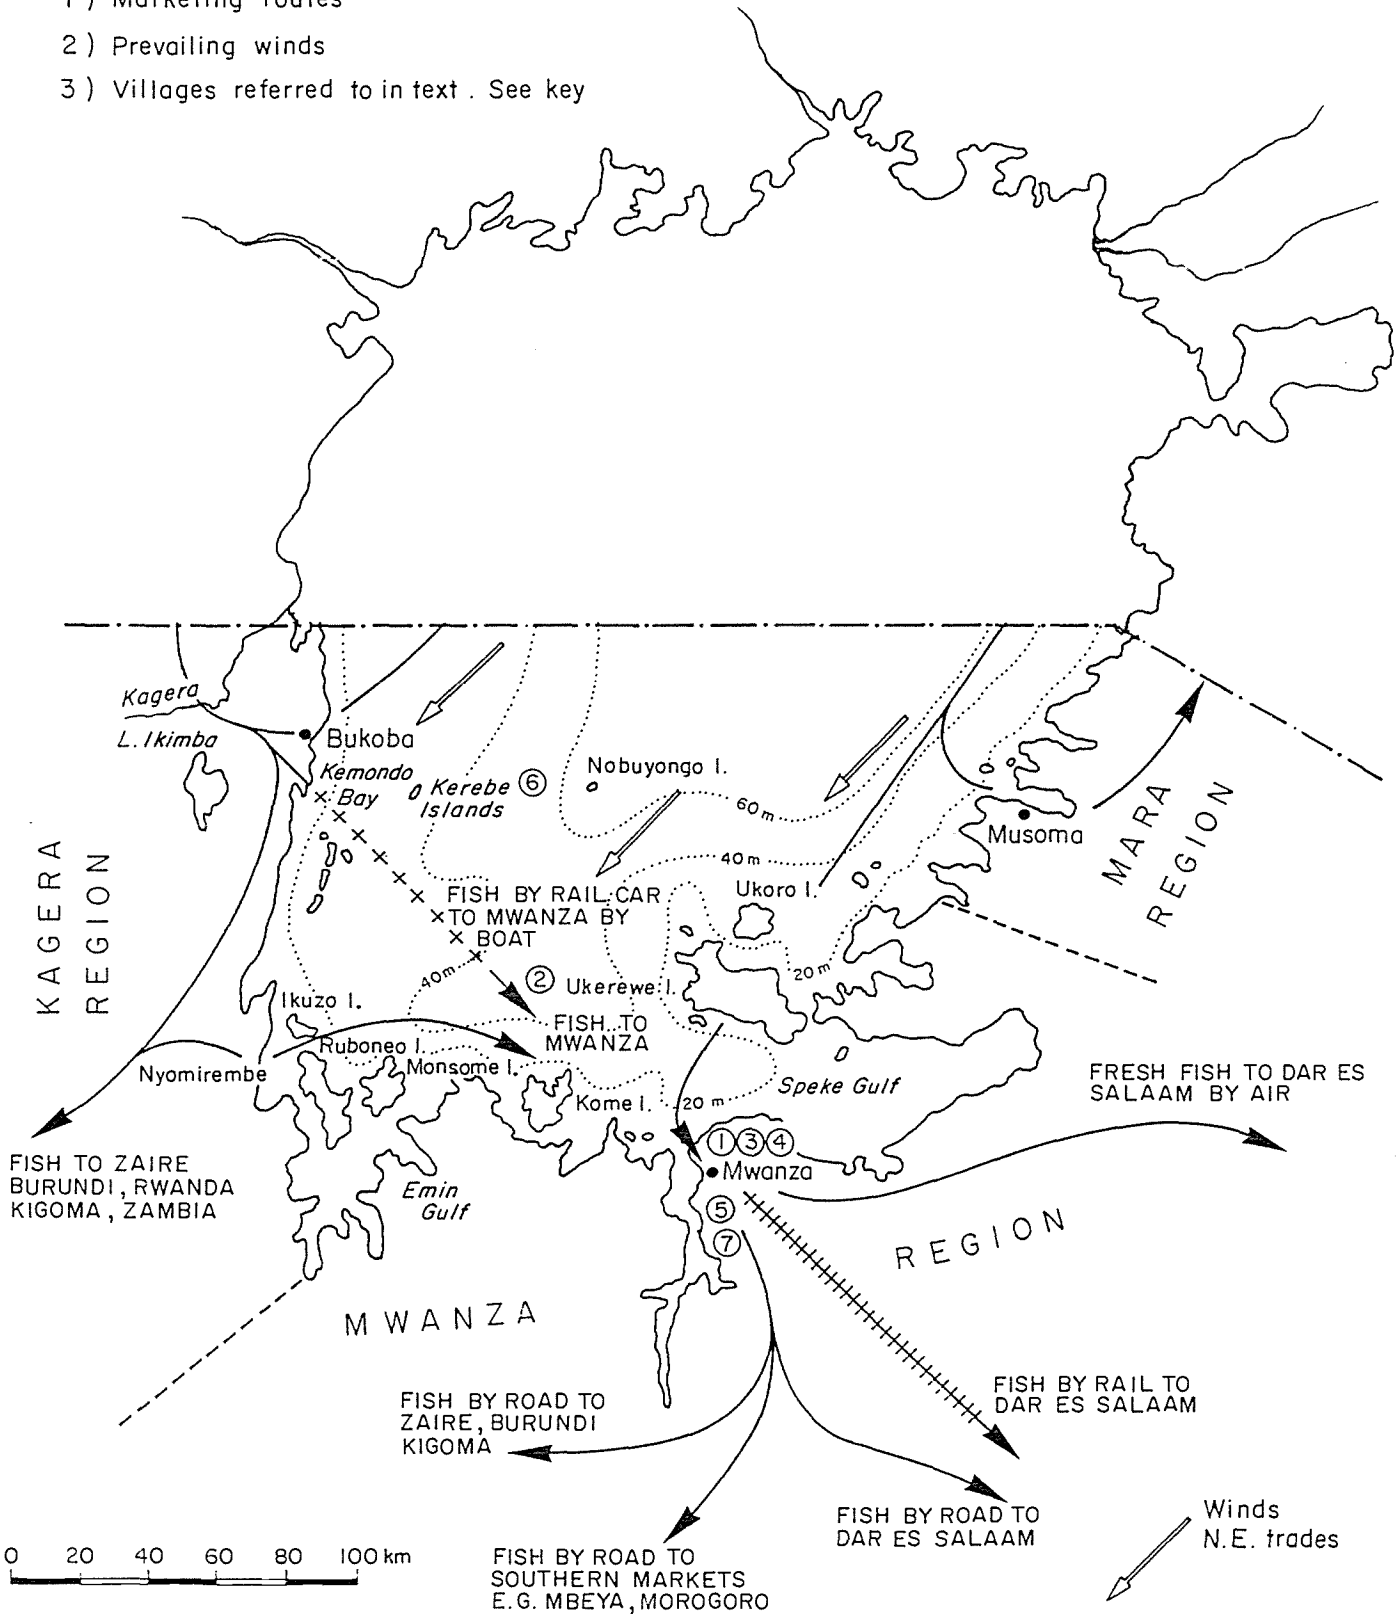 1 ) Marketing routes
2 ) Prevailing winds
3 ) Villages referred to in text . See key
Kagera
L. Ikimba
Bukoba
Kemondo
Bay
Kerebe
Islands
6
Nobuyongo I.
60 m
Musoma
MARA
REGION
KAGERA
REGION
40 m
Ukoro I.
FISH BY RAIL CAR
TO MWANZA BY
BOAT
40m
20 m
2
Ukerewe I.
Ikuzo I.
FISH TO
MWANZA
Ruboneo I.
Monsome I.
Nyomirembe
Kome I.
20 m
Speke Gulf
FRESH FISH TO DAR ES
SALAAM BY AIR
1 3 4
Mwanza
5
7
FISH TO ZAIRE
BURUNDI, RWANDA
KIGOMA, ZAMBIA
Emin
Gulf
MWANZA
REGION
FISH BY ROAD TO
ZAIRE, BURUNDI
KIGOMA
FISH BY RAIL TO
DAR ES SALAAM
FISH BY ROAD TO
DAR ES SALAAM
Winds
N.E. trades
0 20 40 60 80 100 km
FISH BY ROAD TO
SOUTHERN MARKETS
E.G. MBEYA, MOROGORO